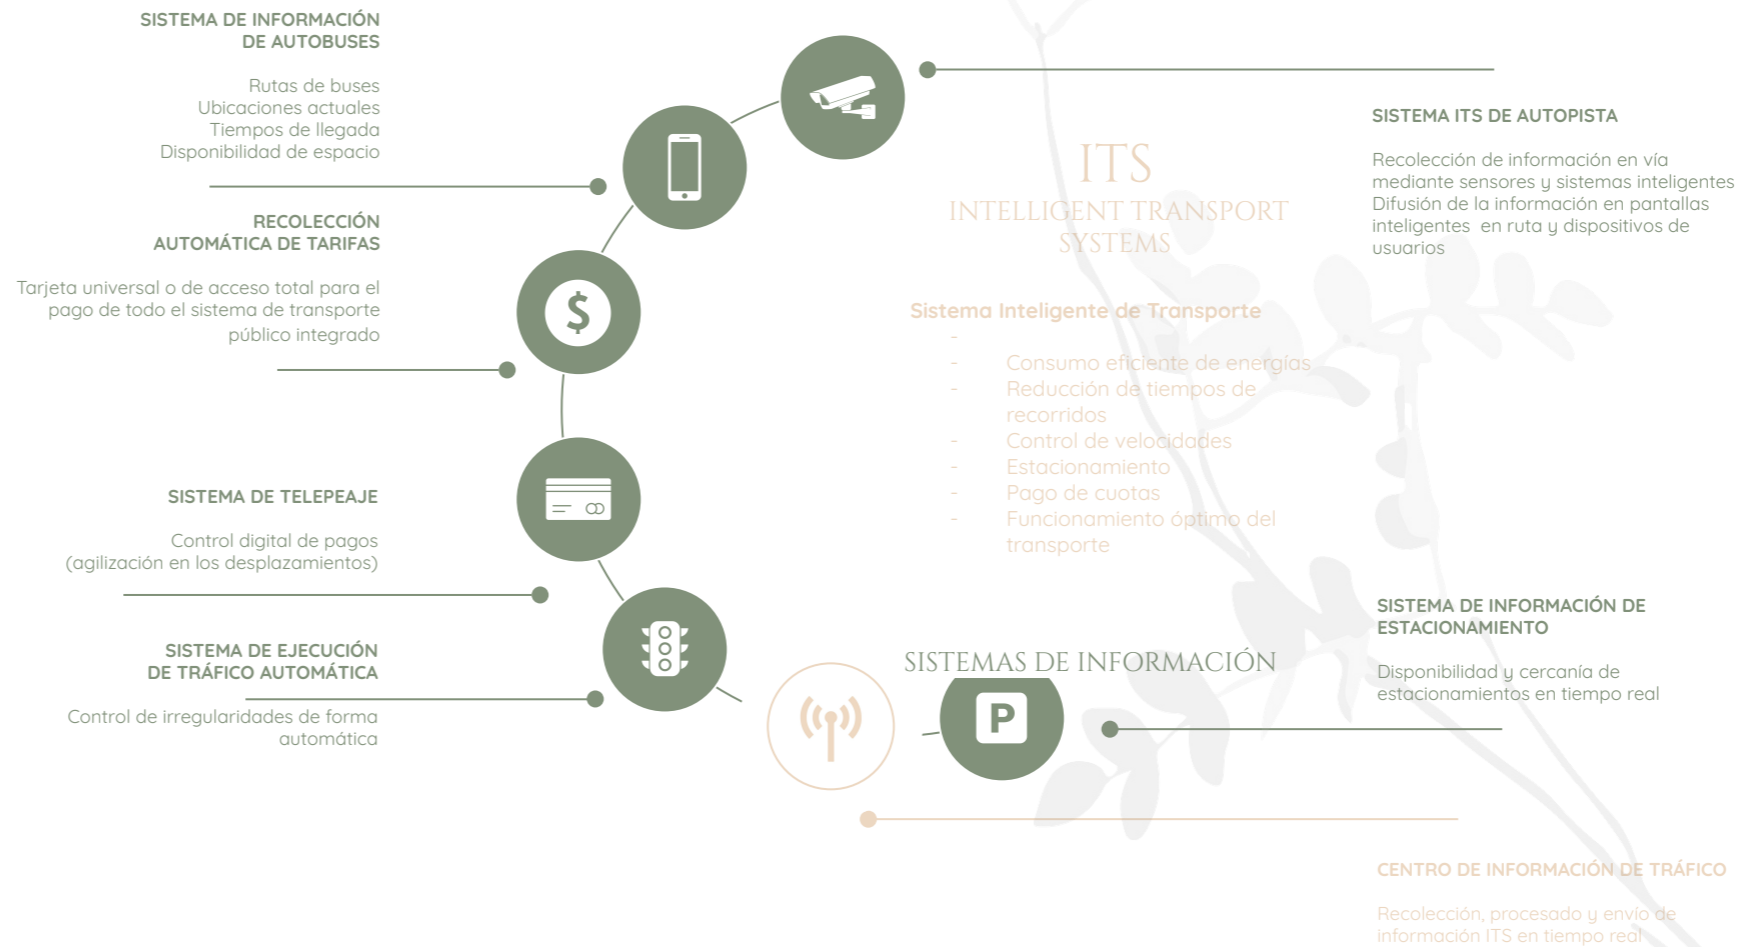 SISTEMA DE INFORMACIÓN
DE AUTOBUSES
Rutas de buses
Ubicaciones actuales
Tiempos de llegada
Disponibilidad de espacio
RECOLECCIÓN
AUTOMÁTICA DE TARIFAS
Tarjeta universal o de acceso total para el
pago de todo el sistema de transporte
público integrado
$
SISTEMA DE TELEPEAJE
Control digital de pagos
(agilización en los desplazamientos)
SISTEMA DE EJECUCIÓN
DE TRÁFICO AUTOMÁTICA
Control de irregularidades de forma
automática
ITS
INTELLIGENT TRANSPORT
SYSTEMS
Sistema Inteligente de Transporte
-
- Consumo eficiente de energías
- Reducción de tiempos de
recorridos
- Control de velocidades
- Estacionamiento
- Pago de cuotas
- Funcionamiento óptimo del
transporte
SISTEMAS DE INFORMACIÓN
P
SISTEMA ITS DE AUTOPISTA
Recolección de información en vía
mediante sensores y sistemas inteligentes
Difusión de la información en pantallas
inteligentes en ruta y dispositivos de
usuarios
SISTEMA DE INFORMACIÓN DE
ESTACIONAMIENTO
Disponibilidad y cercanía de
estacionamientos en tiempo real
CENTRO DE INFORMACIÓN DE TRÁFICO
Recolección, procesado y envío de
información ITS en tiempo real